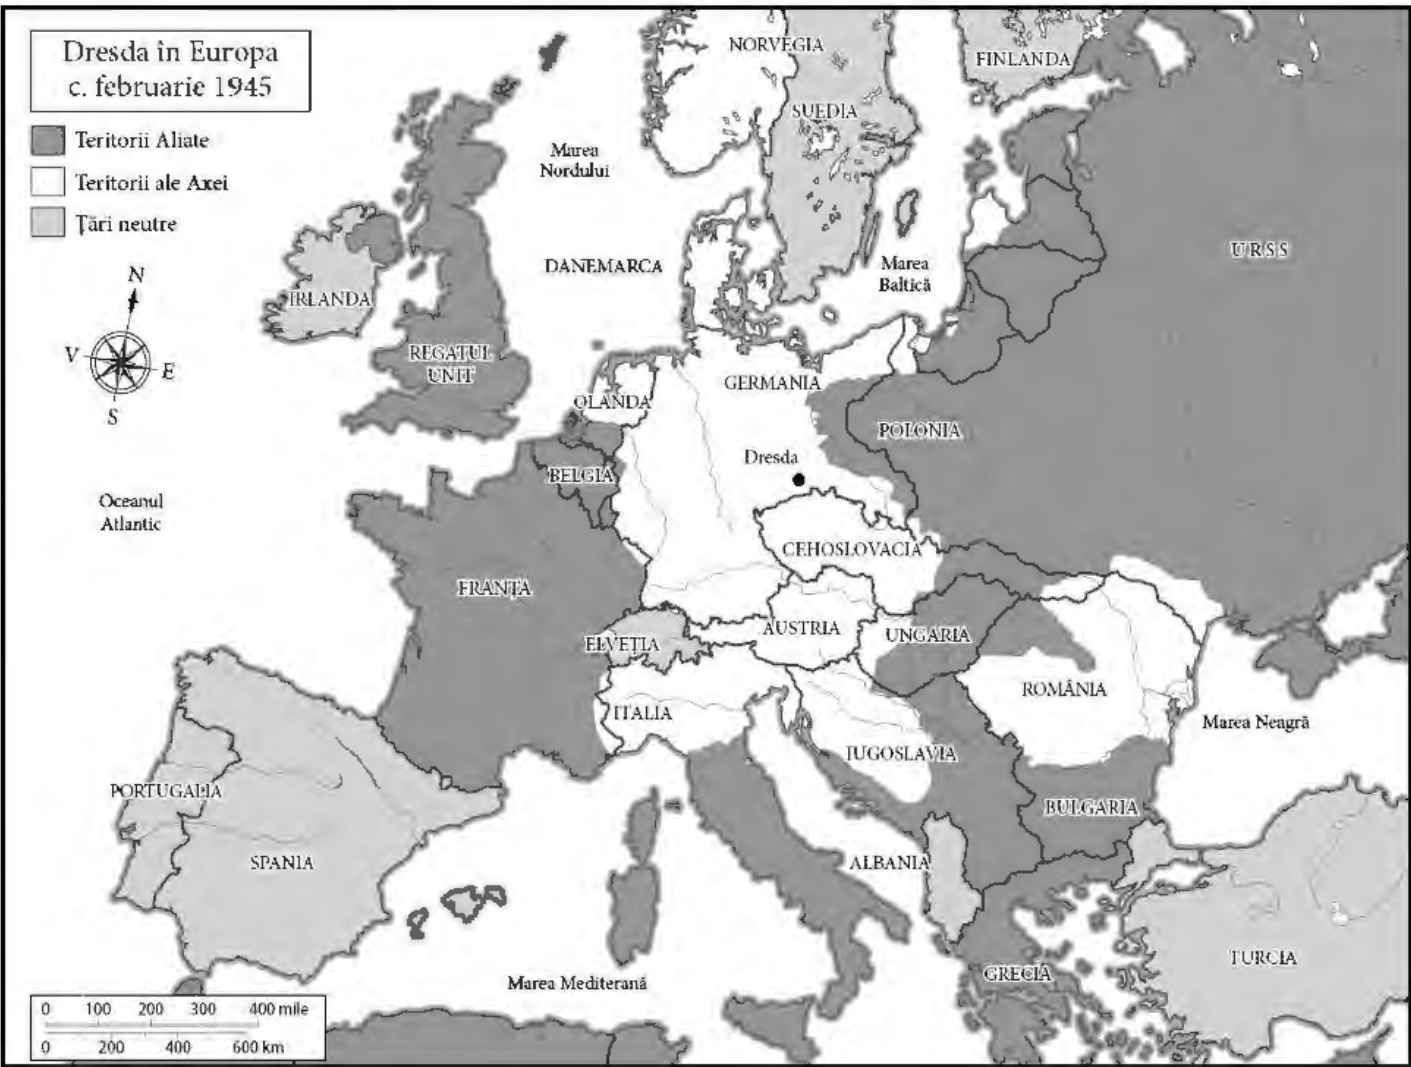 Dresda în Europa
c. februarie 1945
Teritorii Aliate
Teritorii ale Axei
Țări neutre
N
V
E
S
NORVEGIA
FINLANDA
SUEDIA
Marea
Nordului
DANEMARCA
Marea
Baltică
URSS
IRLANDA
REGATUL
UNIT
OLANDA
GERMANIA
POLONIA
Dresda
BELGIA
Oceanul
Atlantic
CEHOSLOVACIA
FRANȚA
AUSTRIA
UNGARIA
ELVEȚIA
ROMÂNIA
ITALIA
Marea Neagră
IUGOSLAVIA
PORTUGALIA
BULGARIA
SPANIA
ALBANIA
TURCIA
GRECIA
Marea Mediterană
0 100 200 300 400 mile
0 200 400 600 km